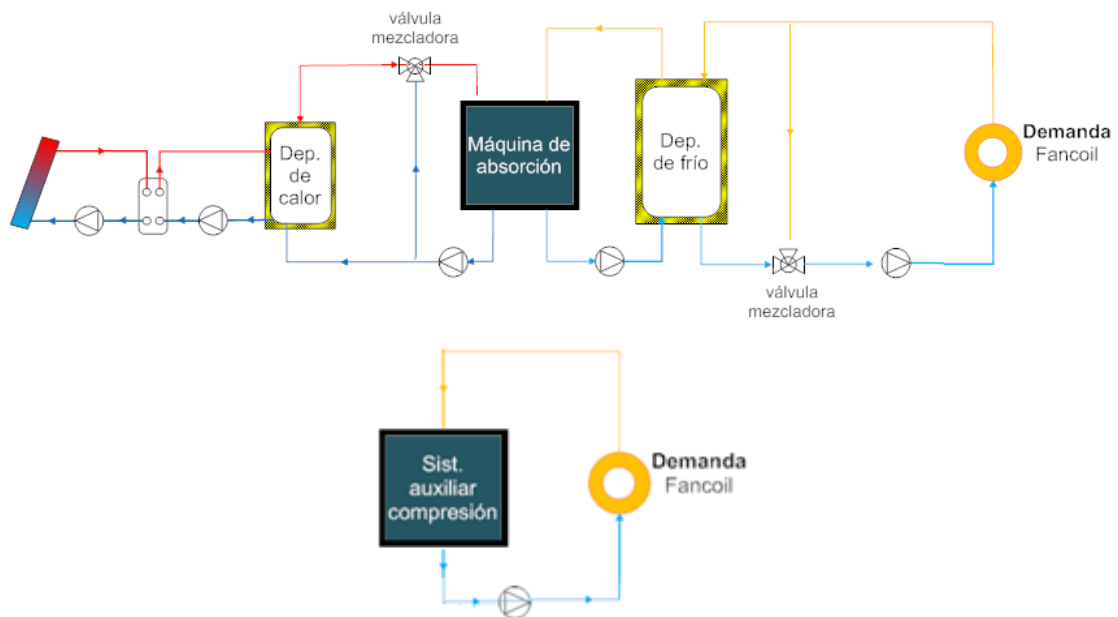 válvula
mezcladora
Dep.
de
calor
Máquina de
absorción
Dep.
de frío
Demanda
Fancoil
válvula
mezcladora
Sist.
auxiliar
compresión
Demanda
Fancoil